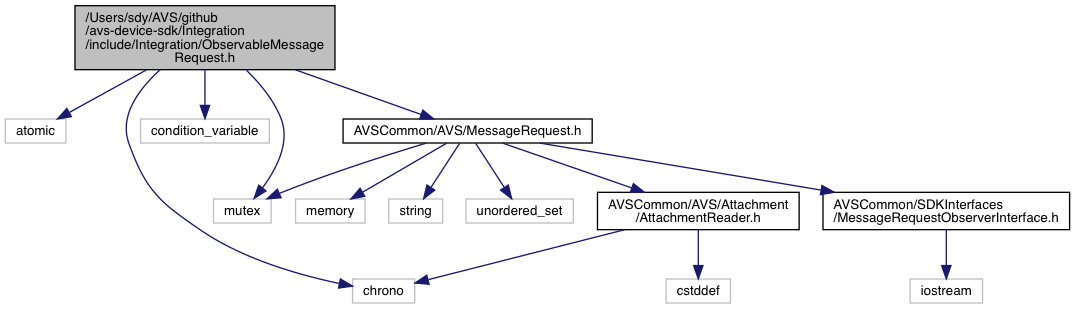 /Users/sdy/AVS/github
/avs-device-sdk/Integration
/include/Integration/ObservableMessage
Request.h
atomic
condition_variable
AVSCommon/AVS/MessageRequest.h
mutex
memory
string
unordered_set
AVSCommon/AVS/Attachment
/AttachmentReader.h
AVSCommon/SDKInterfaces
/MessageRequestObserverInterface.h
chrono
cstddef
iostream